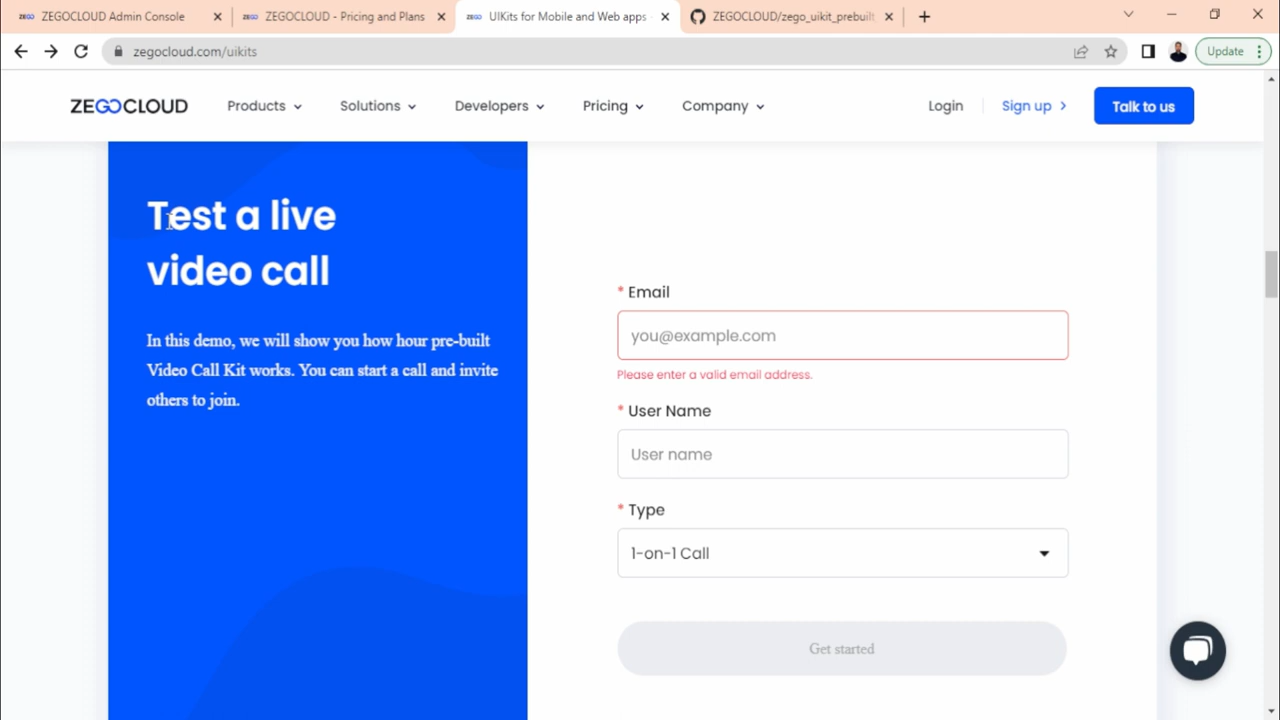 ZEGOCLOUD Admin Console
ZEGOCLOUD - Pricing and Plans
UIKits for Mobile and Web apps
ZEGOCLOUD/zego_uikit_prebuilt
zegocloud.com/uikits
Update
ZEGOCLOUD
Products
Solutions
Developers
Pricing
Company
Login
Sign up
Talk to us
Test a live
video call
In this demo, we will show you how hour pre-built
Video Call Kit works. You can start a call and invite
others to join.
* Email
you@example.com
Please enter a valid email address.
* User Name
User name
* Type
1-on-1 Call
Get started